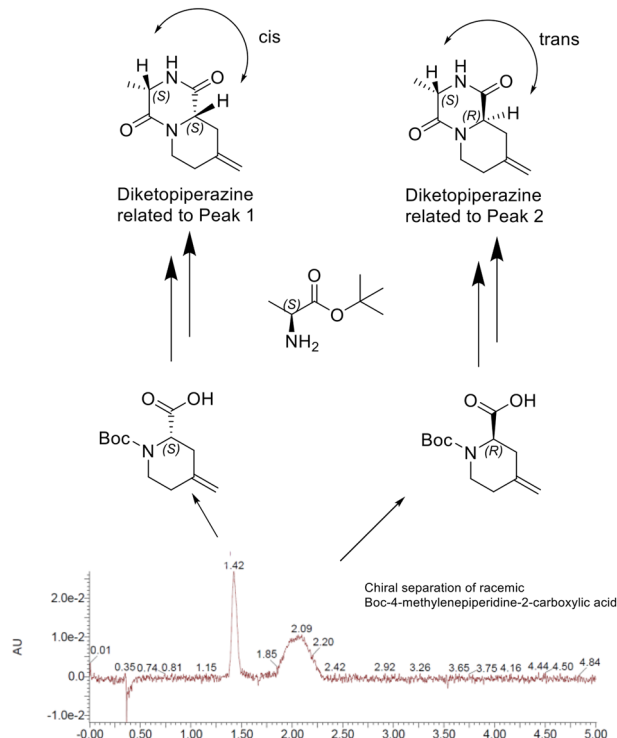 cis
trans
H
NH
O
(S)
H
O
N
(S)
H
NH
O
(S)
(R)
H
O
N
Diketopiperazine
related to Peak 1
Diketopiperazine
related to Peak 2
O
(S)
O
NH2
O
OH
Boc
N
(S)
O
OH
Boc
N
(R)
Chiral separation of racemic
Boc-4-methylenepiperidine-2-carboxylic acid
1.42
2.0e-2
1.0e-2
0.0
-1.0e-2
AU
0.01
0.35
0.74
0.81
1.15
1.85
2.09
2.20
2.42
2.92
3.26
3.65
3.75
4.16
4.44
4.50
4.84
-0.00
0.50
1.00
1.50
2.00
2.50
3.00
3.50
4.00
4.50
5.00